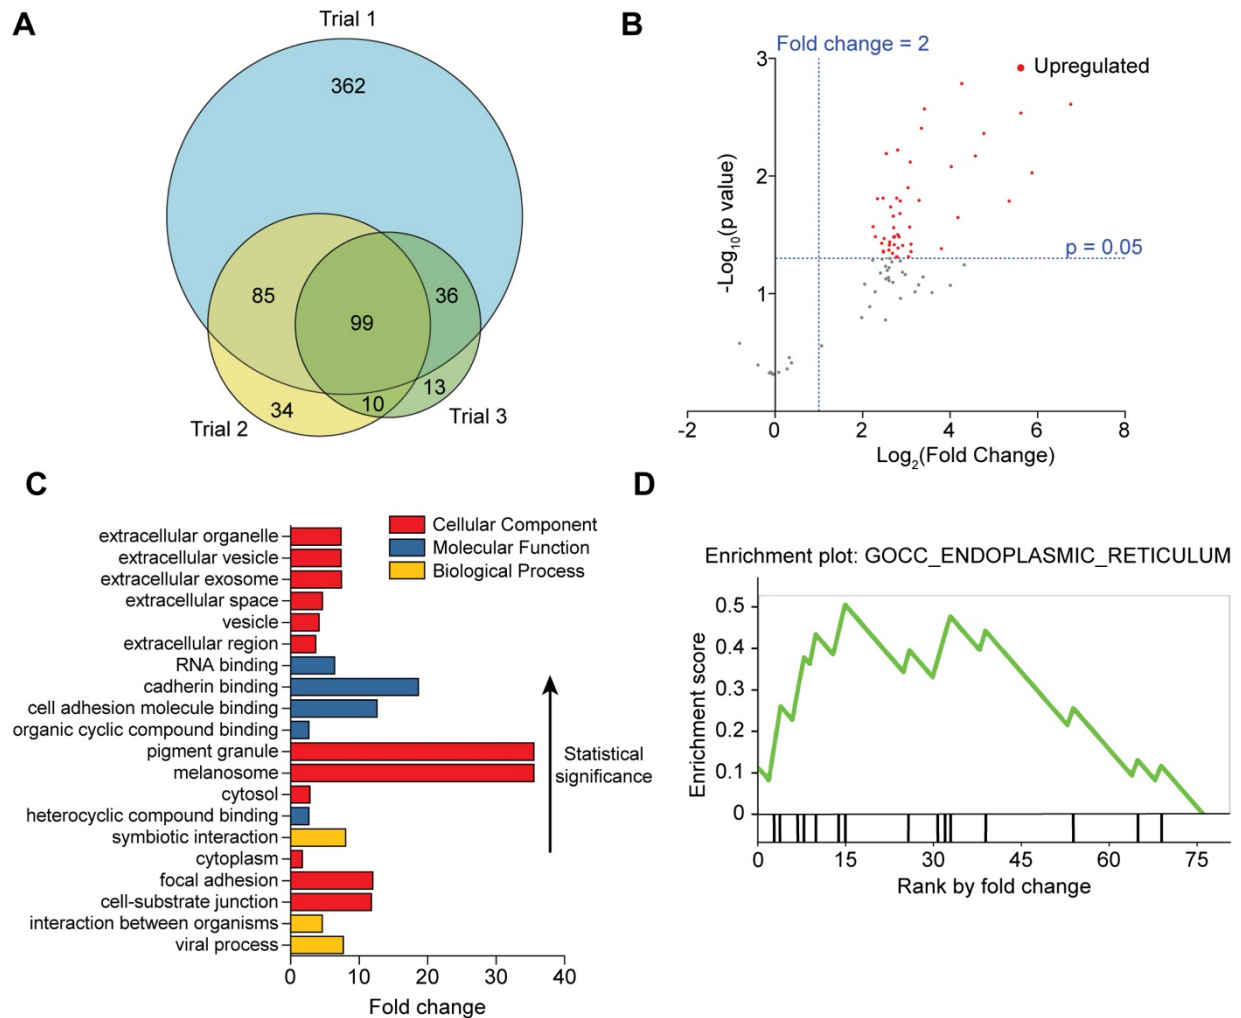 A
Trial 1
362
85
99
36
13
10
34
Trial 2
Trial 3
B
Fold change = 2
Upregulated
p = 0.05
3
2
1
-Log10(p value)
-2
0
2
4
6
8
Log2(Fold Change)
C
extracellular organelle
extracellular vesicle
extracellular exosome
extracellular space
vesicle
extracellular region
RNA binding
cadherin binding
cell adhesion molecule binding
organic cyclic compound binding
pigment granule
melanosome
cytosol
heterocyclic compound binding
symbiotic interaction
cytoplasm
focal adhesion
cell-substrate junction
interaction between organisms
viral process
Cellular Component
Molecular Function
Biological Process
Statistical
significance
0
10
20
30
40
Fold change
D
Enrichment plot: GOCC_ENDOPLASMIC_RETICULUM
0.5
0.4
0.3
0.2
0.1
0
Enrichment score
0
15
30
45
60
75
Rank by fold change